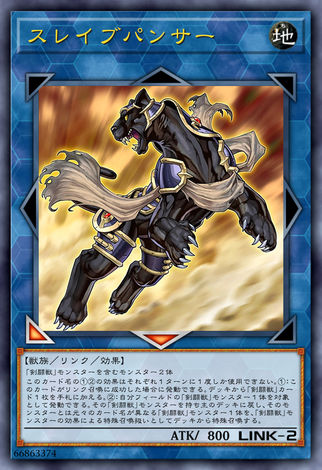 スレイブパンサー
地
【獣族／リンク／効果】
「剣闘獣」モンスターを含むモンスター２体
このカード名の①②の効果はそれぞれ１ターンに１度しか使用できない。①：こ
のカードがリンク召喚に成功した場合に発動できる。デッキから「剣闘獣」カー
ド１枚を手札に加える。②：自分フィールドの「剣闘獣」モンスター１体を対象
として発動できる。そのモンスターを持ち主のデッキに戻し、そのモ
ンスターとは元々のカード名が異なる「剣闘獣」モンスター１体を、「剣闘獣」
モンスターの効果による特殊召喚扱いとしてデッキから特殊召喚する。
ATK/ 800 LINK-2
66863374